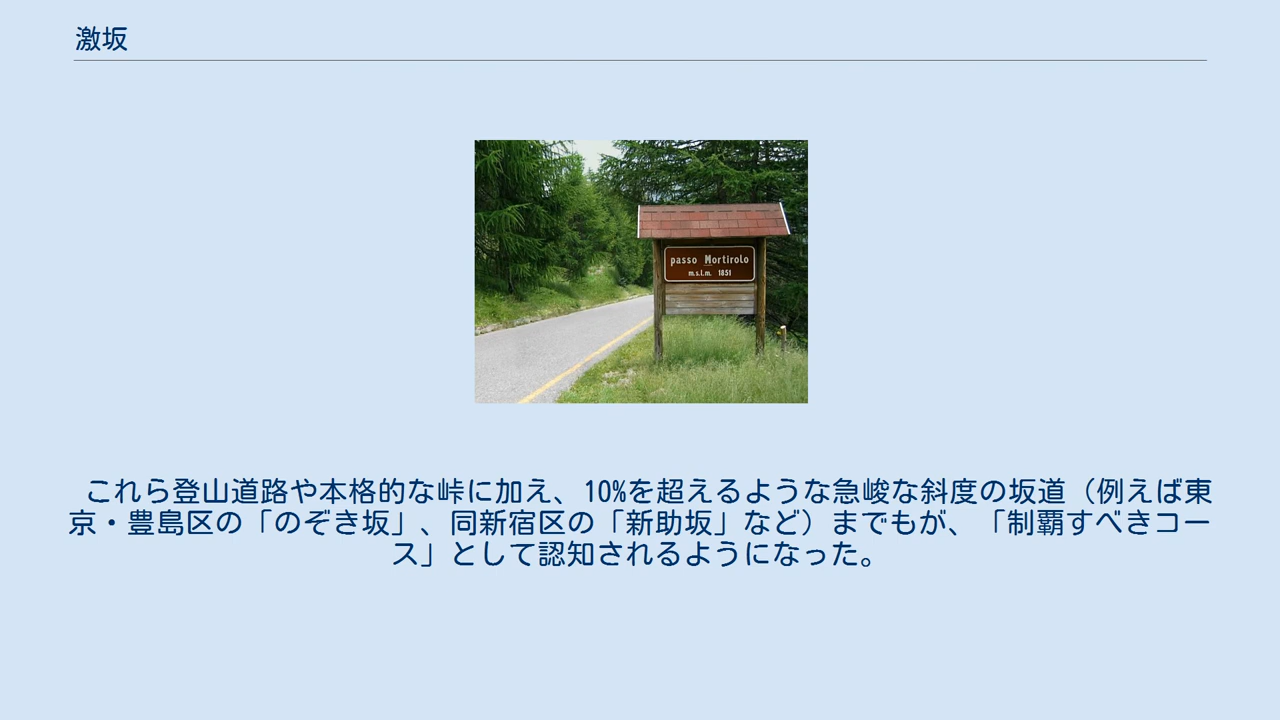 激坂
passo Mortirolo
m.s.l.m. 1851
これら登山道路や本格的な峠に加え、10%を超えるような急峻な斜度の坂道（例えば東
京・豊島区の「のぞき坂」、同新宿区の「新助坂」など）までもが、「制覇すべきコー
ス」として認知されるようになった。